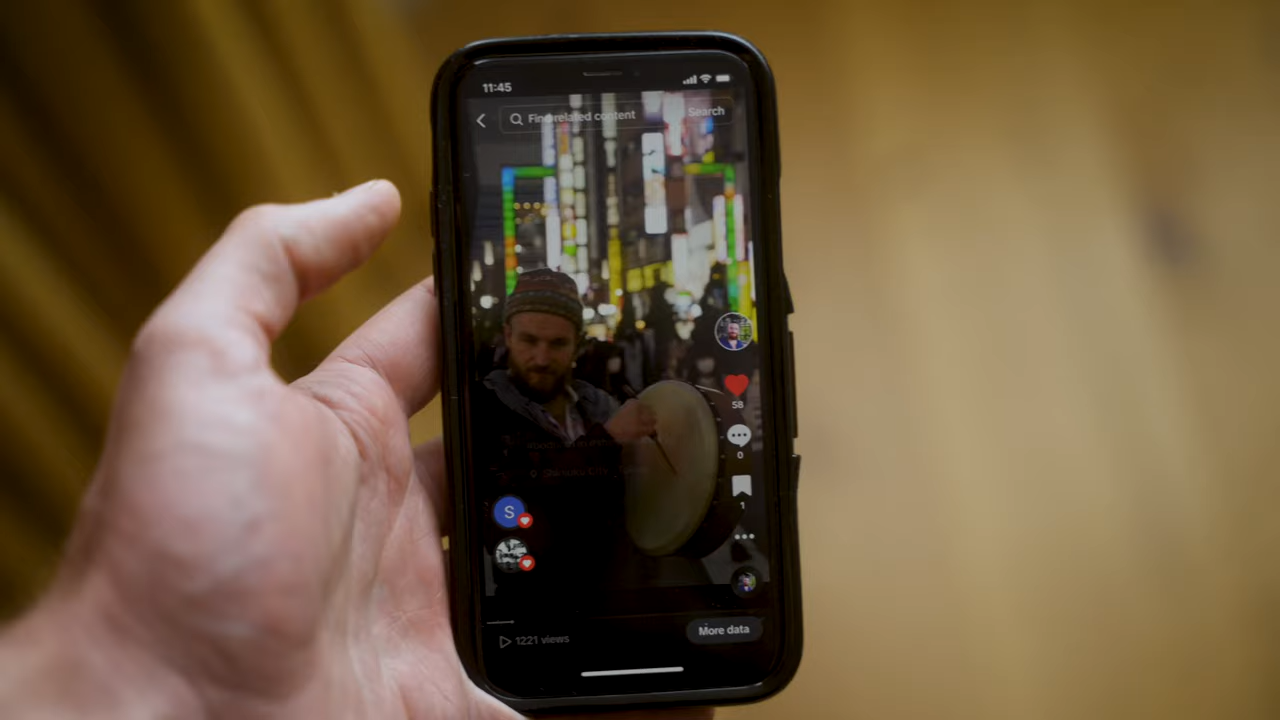 11:45
Find related content Search
58
0
1
S
1221 views
More data